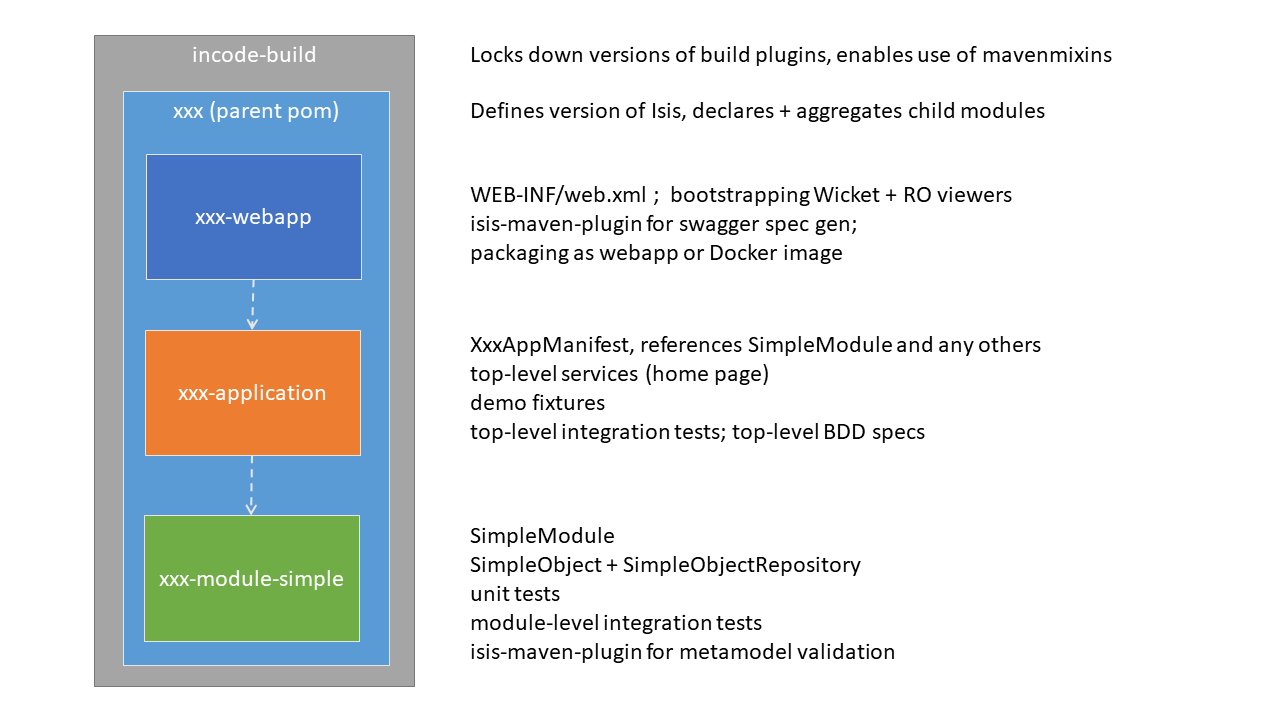 incode-build
Locks down versions of build plugins, enables use of mavenmixins
xxx (parent pom)
Defines version of Isis, declares + aggregates child modules
xxx-webapp
WEB-INF/web.xml ;  bootstrapping Wicket + RO viewers
isis-maven-plugin for swagger spec gen;
packaging as webapp or Docker image
xxx-application
XxxAppManifest, references SimpleModule and any others
top-level services (home page)
demo fixtures
top-level integration tests; top-level BDD specs
xxx-module-simple
SimpleModule
SimpleObject + SimpleObjectRepository
unit tests
module-level integration tests
isis-maven-plugin for metamodel validation